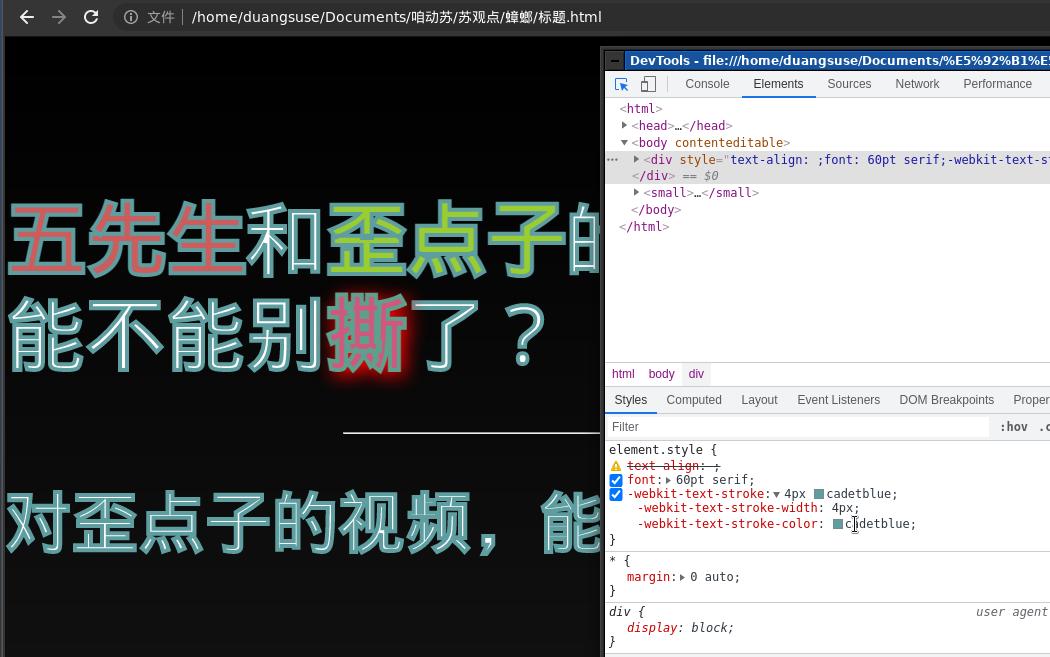 文件 /home/duangsuse/Documents/咱动苏/苏观点/蟑螂/标题.html
DevTools - file:///home/duangsuse/Documents/%E5%92%B1%E5
Console Elements Sources Network Performance
<html>
<head>…</head>
<body contenteditable>
<div style="text-align: ;font: 60pt serif;-webkit-text-st
</div> == $0
<small>…</small>
</body>
</html>
五先生和歪点子的
能不能别撕了？
对歪点子的视频，能
html body div
Styles Computed Layout Event Listeners DOM Breakpoints Proper
Filter :hov .c
element.style {
text-align: ;
font: 60pt serif;
-webkit-text-stroke: 4px cadetblue;
-webkit-text-stroke-width: 4px;
-webkit-text-stroke-color: cadetblue;
}
* {
margin: 0 auto;
}
div { user agent
display: block;
}